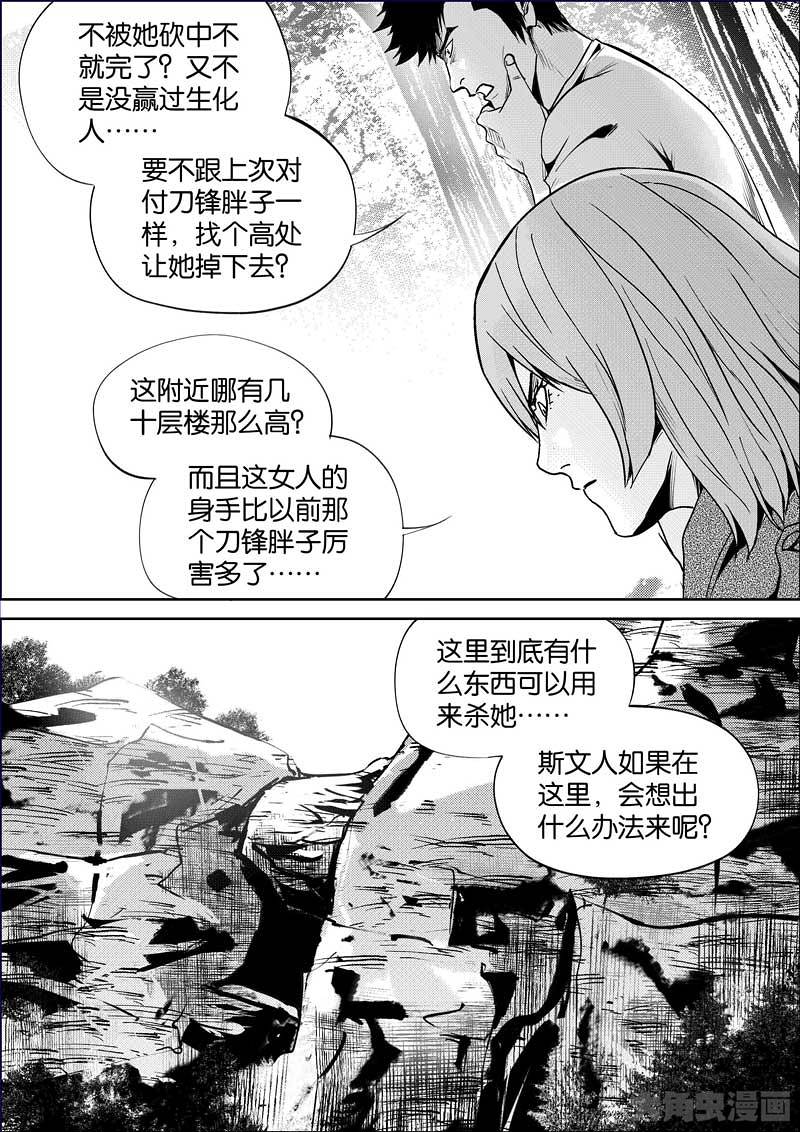 不被她砍中不
就完了？又不
是没赢过生化
人……
要不跟上次对
付刀锋胖子一
样，找个高处
让她掉下去？
这附近哪有几
十层楼那么高？
而且这女人的
身手比以前那
个刀锋胖子厉
害多了……
这里到底有什
么东西可以用
来杀她……
斯文人如果在
这里，会想出
什么办法来呢？
角虫漫画